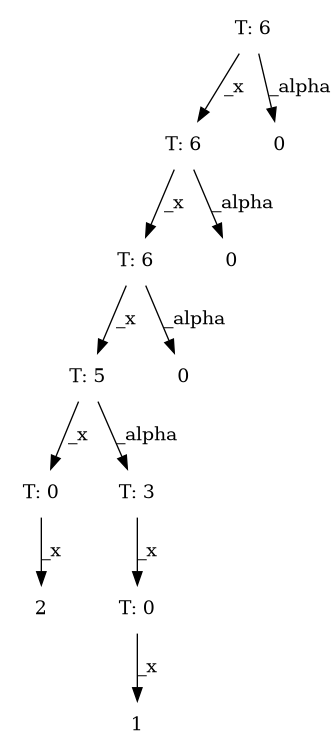 T: 6
_x
_alpha
T: 6
0
_x
_alpha
T: 6
0
_x
_alpha
T: 5
0
_x
_alpha
T: 0
T: 3
_x
_x
2
T: 0
_x
1